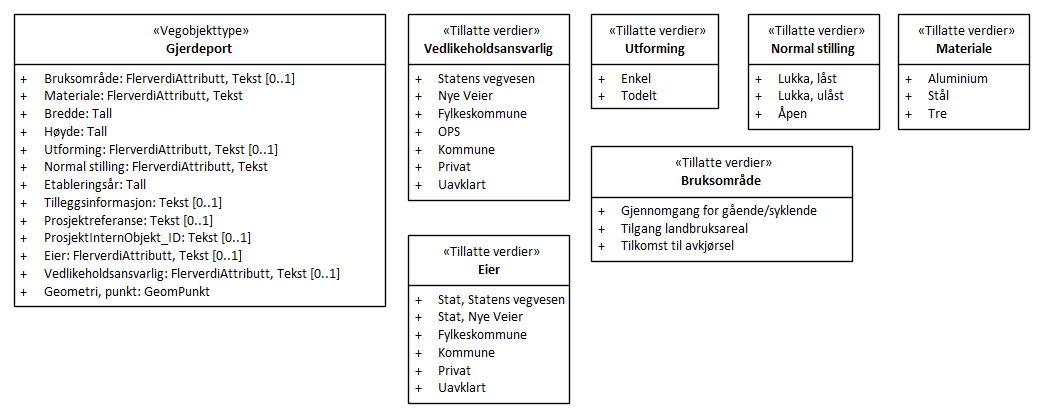 «Vegobjekttype»
Gjerdeport
+ Bruksområde: FlerverdiAttributt, Tekst [0..1]
+ Materiale: FlerverdiAttributt, Tekst
+ Bredde: Tall
+ Høyde: Tall
+ Utforming: FlerverdiAttributt, Tekst [0..1]
+ Normal stilling: FlerverdiAttributt, Tekst
+ Etableringsår: Tall
+ Tilleggsinformasjon: Tekst [0..1]
+ Prosjektreferanse: Tekst [0..1]
+ ProsjektInternObjekt_ID: Tekst [0..1]
+ Eier: FlerverdiAttributt, Tekst [0..1]
+ Vedlikeholdsansvarlig: FlerverdiAttributt, Tekst [0..1]
+ Geometri, punkt: GeomPunkt
«Tillatte verdier»
Vedlikeholdsansvarlig
+ Statens vegvesen
+ Nye Veier
+ Fylkeskommune
+ OPS
+ Kommune
+ Privat
+ Uavklart
«Tillatte verdier»
Utforming
+ Enkel
+ Todelt
«Tillatte verdier»
Normal stilling
+ Lukka, låst
+ Lukka, ulåst
+ Åpen
«Tillatte verdier»
Materiale
+ Aluminium
+ Stål
+ Tre
«Tillatte verdier»
Bruksområde
+ Gjennomgang for gående/syklende
+ Tilgang landbruksareal
+ Tilkomst til avkjørsel
«Tillatte verdier»
Eier
+ Stat, Statens vegvesen
+ Stat, Nye Veier
+ Fylkeskommune
+ Kommune
+ Privat
+ Uavklart